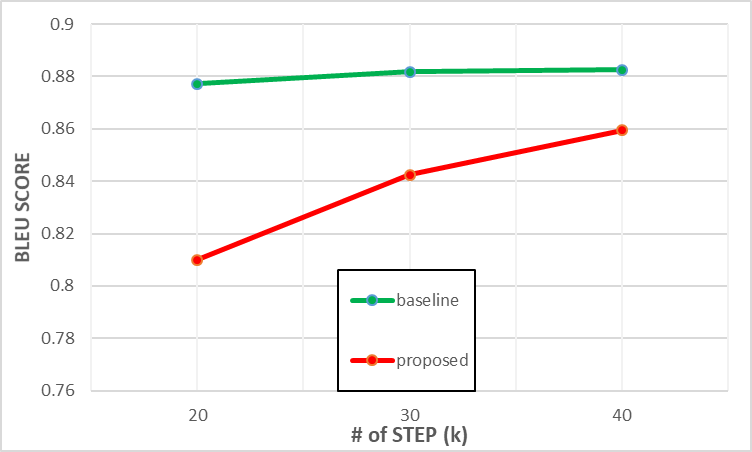 0.9
0.88
0.86
0.84
0.82
0.8
0.78
0.76
BLEU SCORE
baseline
proposed
20 30 40
# of STEP (k)